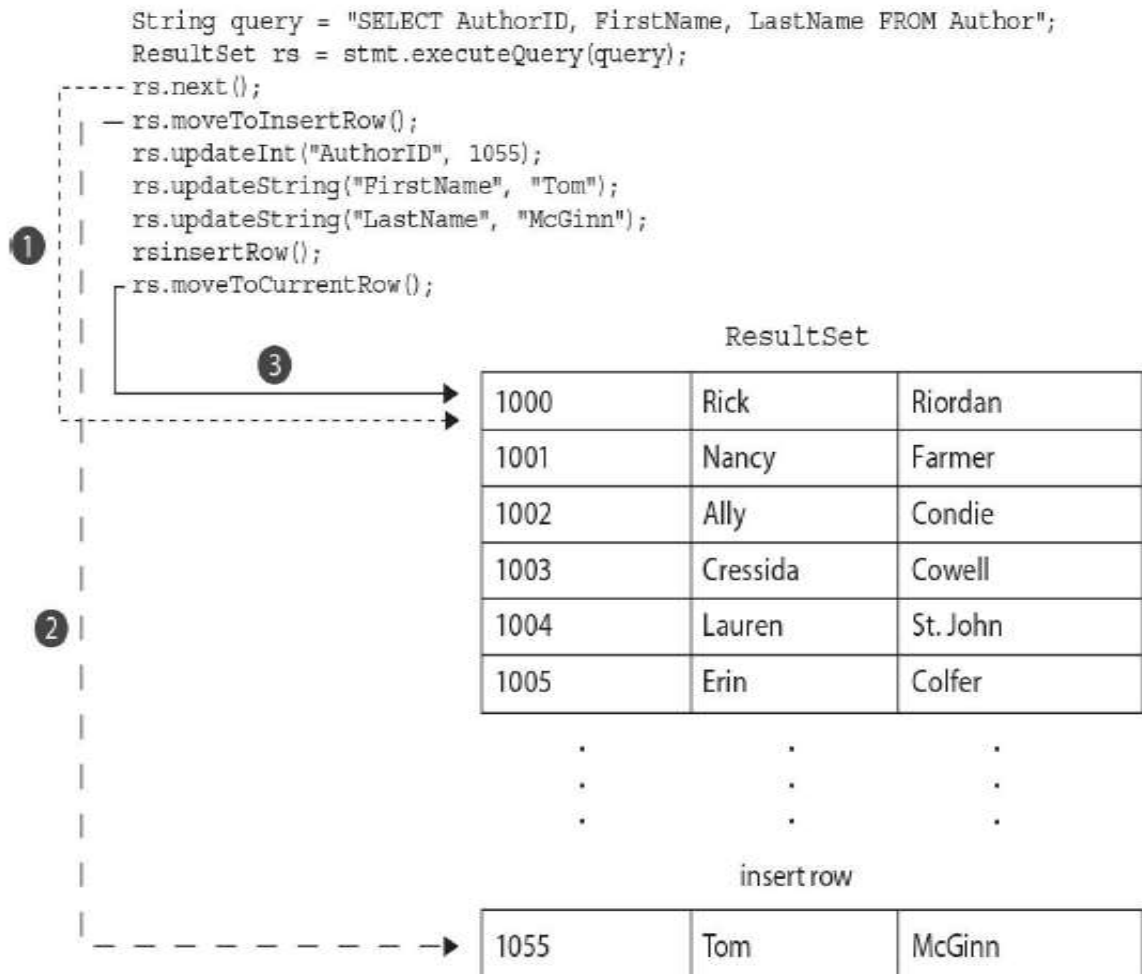 String query = "SELECT AuthorID, FirstName, LastName FROM Author";
ResultSet rs = stmt.executeQuery(query);
rs.next();
rs.moveToInsertRow();
rs.updateInt("AuthorID", 1055);
rs.updateString("FirstName", "Tom");
rs.updateString("LastName", "McGinn");
rsinsertRow();
rs.moveToCurrentRow();
1
ResultSet
3
1000 Rick Riordan
1001 Nancy Farmer
1002 Ally Condie
1003 Cressida Cowell
2
1004 Lauren St. John
1005 Erin Colfer
insert row
1055 Tom McGinn